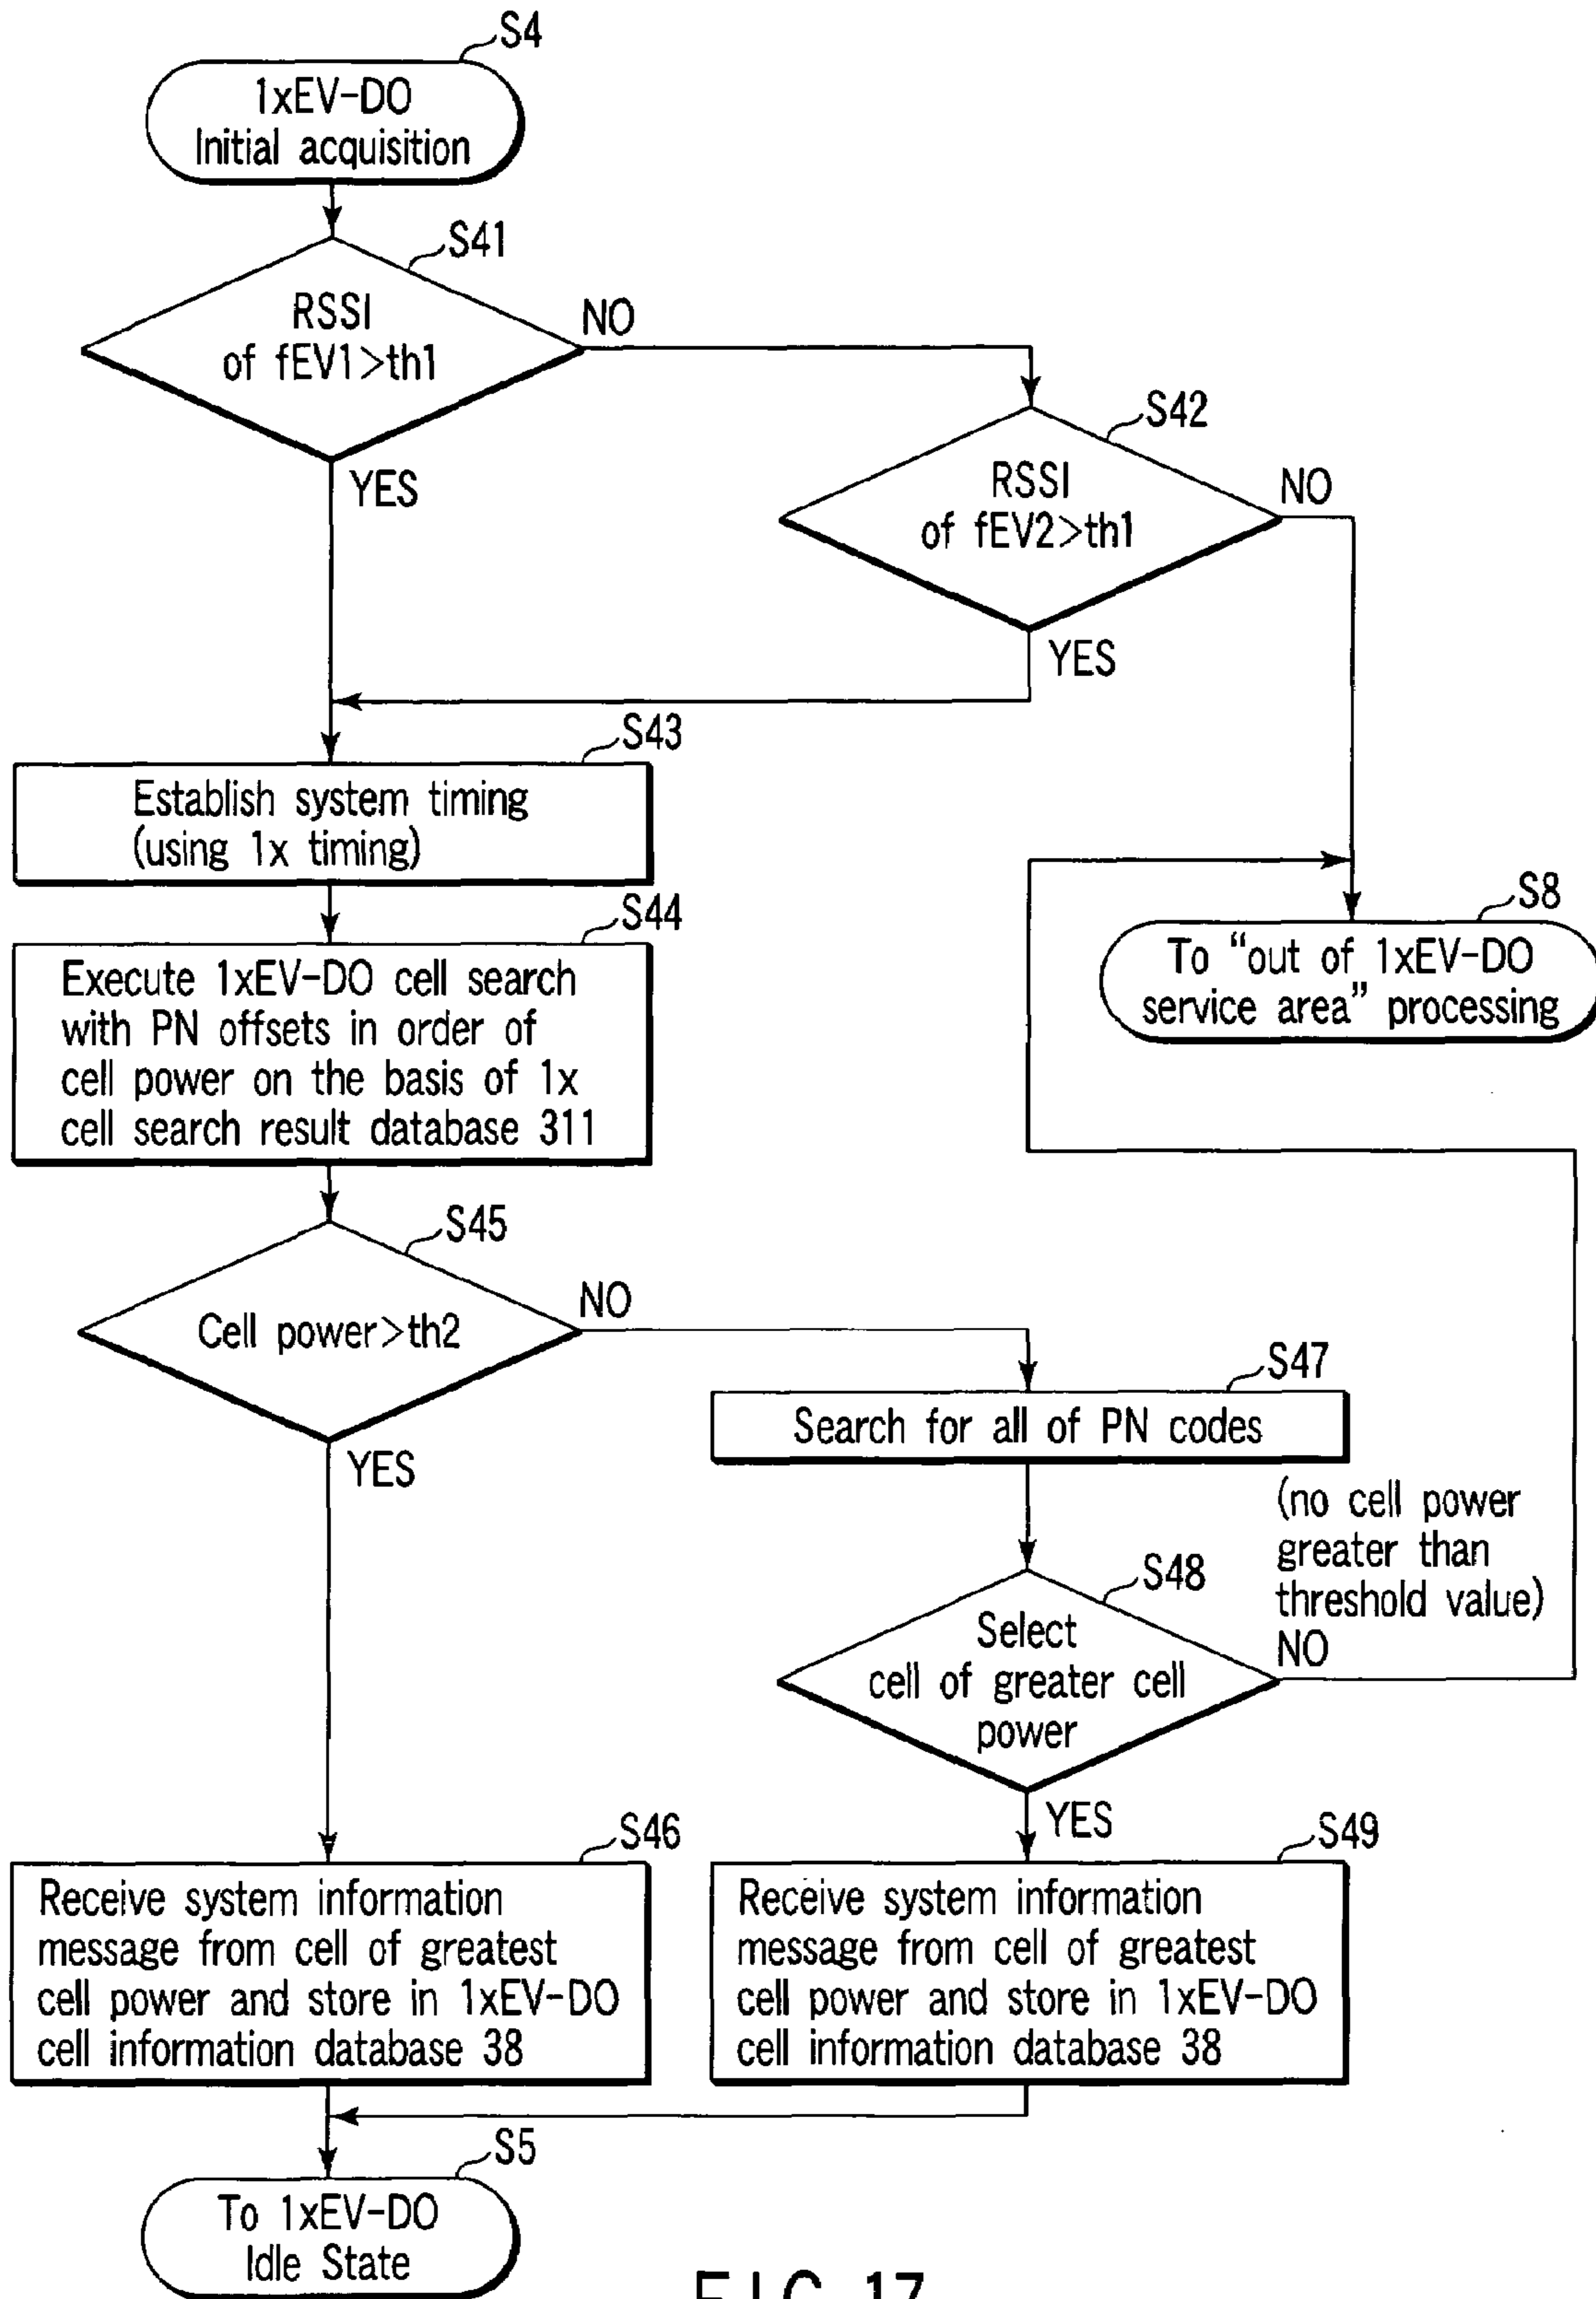 S4
1xEV-DO
Initial acquisition
S41
RSSI
of fEV1>th1
NO
YES
S42
RSSI
of fEV2>th1
NO
YES
S43
Establish system timing
(using 1x timing)
S44
Execute 1xEV-DO cell search
with PN offsets in order of
cell power on the basis of 1x
cell search result database 311
S8
To “out of 1xEV-DO
service area” processing
S45
Cell power>th2
NO
YES
S47
Search for all of PN codes
(no cell power
greater than
threshold value)
NO
S48
Select
cell of greater cell
power
YES
S46
Receive system information
message from cell of greatest
cell power and store in 1xEV-DO
cell information database 38
S49
Receive system information
message from cell of greatest
cell power and store in 1xEV-DO
cell information database 38
S5
To 1xEV-DO
Idle State
FIG. 17